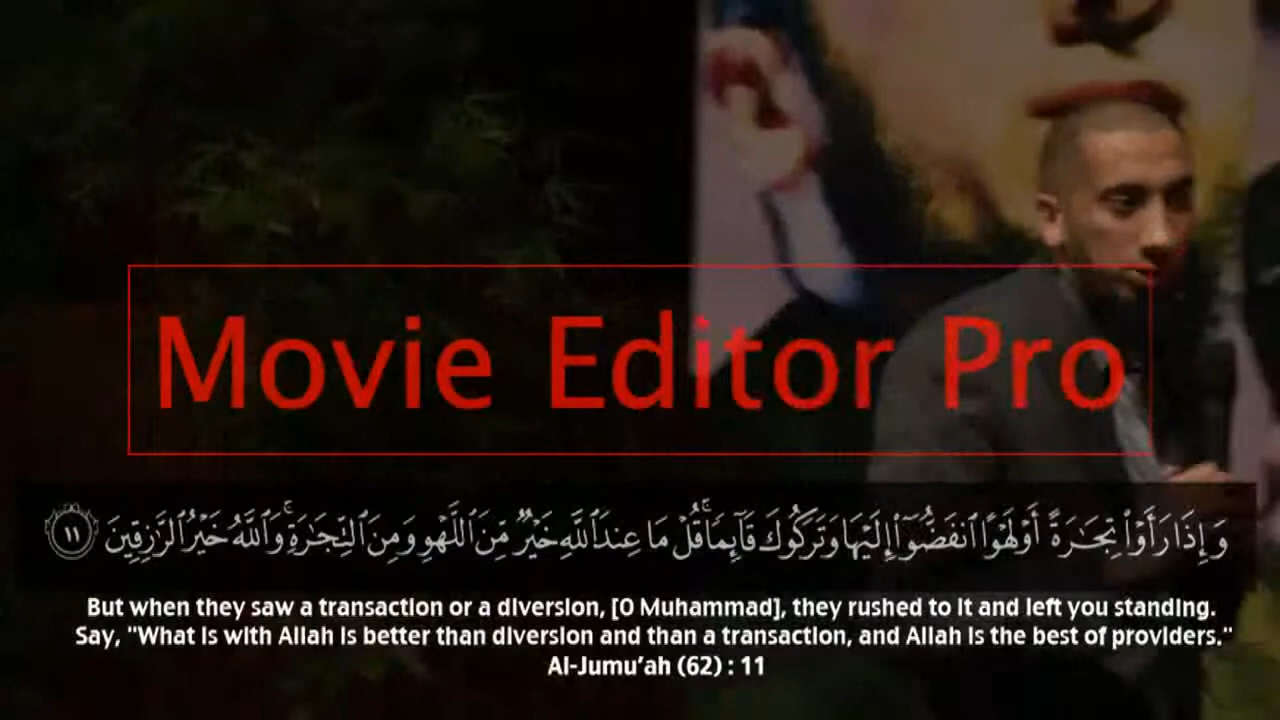 Movie Editor Pro
وَإِذَا رَأَوْا۟ تِجَـٰرَةً أَوْ لَهْوًا ٱنفَضُّوٓا۟ إِلَيْهَا وَتَرَكُوكَ قَآئِمًا ۚ قُلْ مَا عِندَ ٱللَّهِ خَيْرٌ مِّنَ ٱللَّهْوِ وَمِنَ ٱلتِّجَـٰرَةِ ۚ وَٱللَّهُ خَيْرُ ٱلرَّٰزِقِينَ ١١
But when they saw a transaction or a diversion, [O Muhammad], they rushed to it and left you standing.
Say, "What is with Allah is better than diversion and than a transaction, and Allah is the best of providers."
Al-Jumu’ah (62) : 11